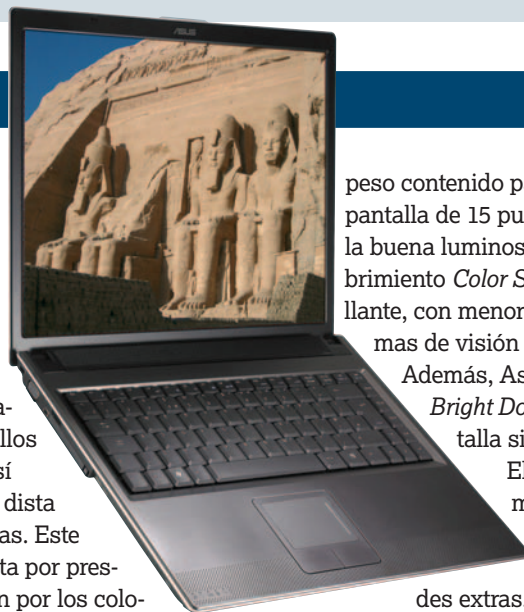 ASUS
peso contenido p
pantalla de 15 pu
la buena luminos
brimiento Color S
llante, con menor
mas de visión
Además, As
Bright Do
talla si
El
m
des extras
a-
llos
sí
dista
as. Este
ta por pres-
n por los colo-